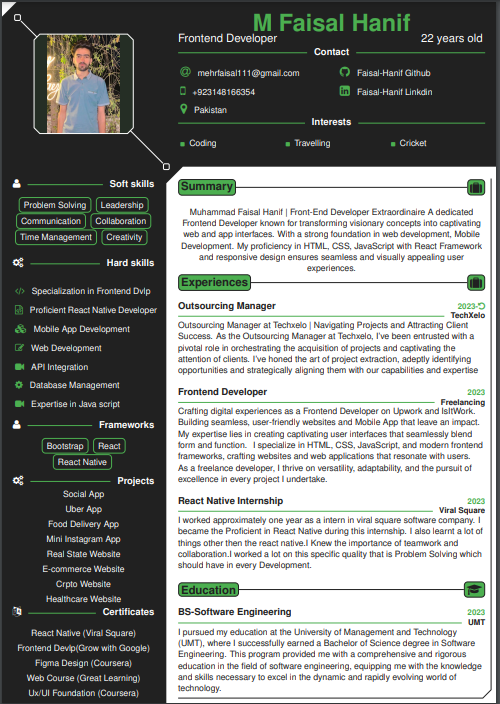 M Faisal Hanif
Frontend Developer
22 years old
Contact
mehrfaisal111@gmail.com
Faisal-Hanif Github
+923148166354
Faisal-Hanif Linkdin
Pakistan
Interests
Coding
Travelling
Cricket
Soft skills
Problem Solving
Leadership
Communication
Collaboration
Time Management
Creativity
Hard skills
Specialization in Frontend Dvlp
Proficient React Native Developer
Mobile App Development
Web Development
API Integration
Database Management
Expertise in Java script
Frameworks
Bootstrap
React
React Native
Projects
Social App
Uber App
Food Delivery App
Mini Instagram App
Real State Website
E-commerce Website
Crpto Website
Healthcare Website
Certificates
React Native (Viral Square)
Frontend Devlp(Grow with Google)
Figma Design (Coursera)
Web Course (Great Learning)
Ux/UI Foundation (Coursera)
Summary
Muhammad Faisal Hanif | Front-End Developer Extraordinaire A dedicated
Frontend Developer known for transforming visionary concepts into captivating
web and app interfaces. With a strong foundation in web development, Mobile
Development. My proficiency in HTML, CSS, JavaScript with React Framework
and responsive design ensures seamless and visually appealing user
experiences.
Experiences
Outsourcing Manager
2023-
TechXelo
Outsourcing Manager at Techxelo | Navigating Projects and Attracting Client
Success. As the Outsourcing Manager at Techxelo, I've been entrusted with a
pivotal role in orchestrating the acquisition of projects and captivating the
attention of clients. I've honed the art of project extraction, adeptly identifying
opportunities and strategically aligning them with our capabilities and expertise
Frontend Developer
2023
Freelancing
Crafting digital experiences as a Frontend Developer on Upwork and IsItWork.
Building seamless, user-friendly websites and Mobile App that leave an impact.
My expertise lies in creating captivating user interfaces that seamlessly blend
form and function. I specialize in HTML, CSS, JavaScript, and modern frontend
frameworks, crafting websites and web applications that resonate with users.
As a freelance developer, I thrive on versatility, adaptability, and the pursuit of
excellence in every project I undertake.
React Native Internship
2023
Viral Square
I worked approximately one year as a intern in viral square software company. I
became the Proficient in React Native during this internship. I also learnt a lot of
things other then the react native.I Knew the importance of teamwork and
collaboration.I worked a lot on this specific quality that is Problem Solving which
should have in every Development.
Education
BS-Software Engineering
2023
UMT
I pursued my education at the University of Management and Technology
(UMT), where I successfully earned a Bachelor of Science degree in Software
Engineering. This program provided me with a comprehensive and rigorous
education in the field of software engineering, equipping me with the knowledge
and skills necessary to excel in the dynamic and rapidly evolving world of
technology.